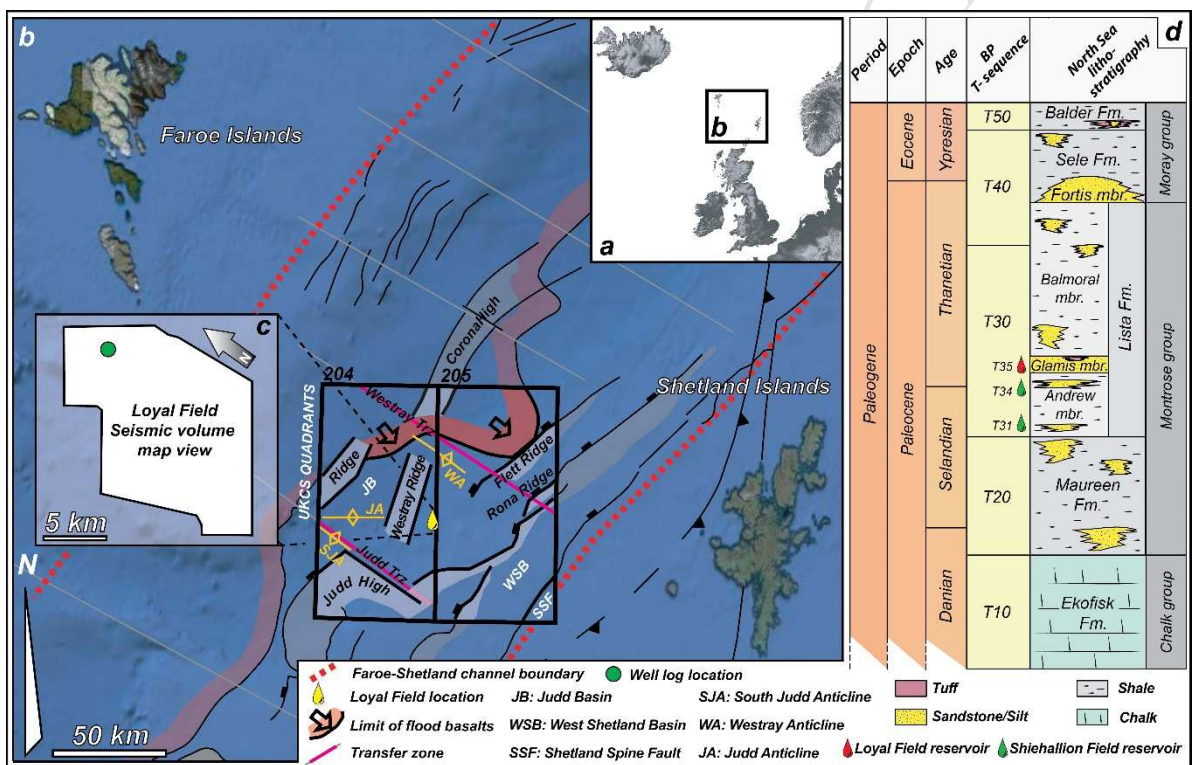 b
Faroe Islands
a
b
c
N
Loyal Field
Seismic volume
map view
5 km
UKCS QUADRANTS
204
205
Corona High
Westray Trz
Shetland Islands
Ridge
JB
Westray Ridge
WA
Flett Ridge
Rona Ridge
JA
SJA
Judd Trz
Judd High
WSB
SSF
N
50 km
Faroe-Shetland channel boundary
Well log location
Loyal Field location
JB: Judd Basin
SJA: South Judd Anticline
Limit of flood basalts
WSB: West Shetland Basin
WA: Westray Anticline
Transfer zone
SSF: Shetland Spine Fault
JA: Judd Anticline
d
Period
Epoch
Age
BP
T- sequence
North Sea
litho-
stratigraphy
Paleogene
Eocene
Paleocene
Ypresian
Thanetian
Selandian
Danian
T50
T40
T30
T35
T34
T31
T20
T10
Balder Fm.
Sele Fm.
Fortis mbr.
Balmoral
mbr.
Lista Fm.
Glamis mbr.
Andrew
mbr.
Maureen
Fm.
Ekofisk
Fm.
Moray group
Montrose group
Chalk group
Tuff
Shale
Sandstone/Silt
Chalk
Loyal Field reservoir
Shiehallion Field reservoir